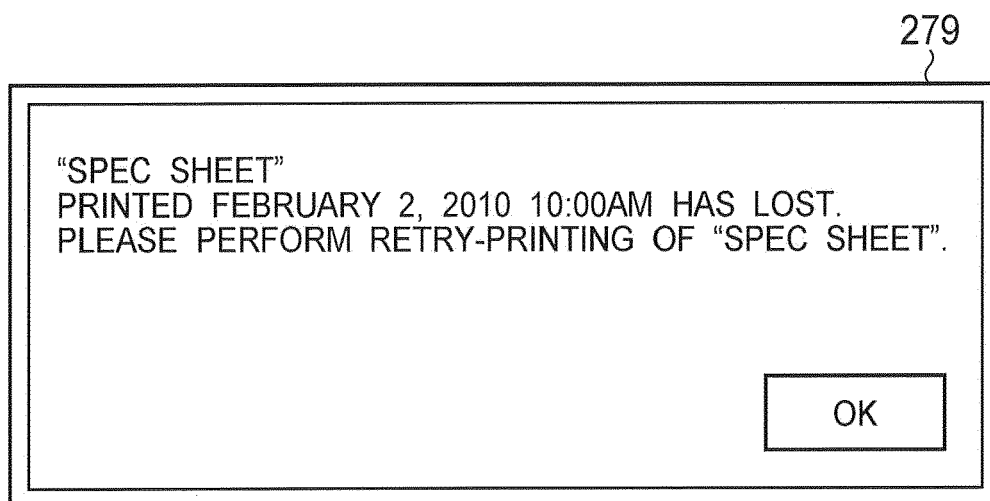 279
“SPEC SHEET”
PRINTED FEBRUARY 2, 2010 10:00AM HAS LOST.
PLEASE PERFORM RETRY-PRINTING OF “SPEC SHEET”.
OK